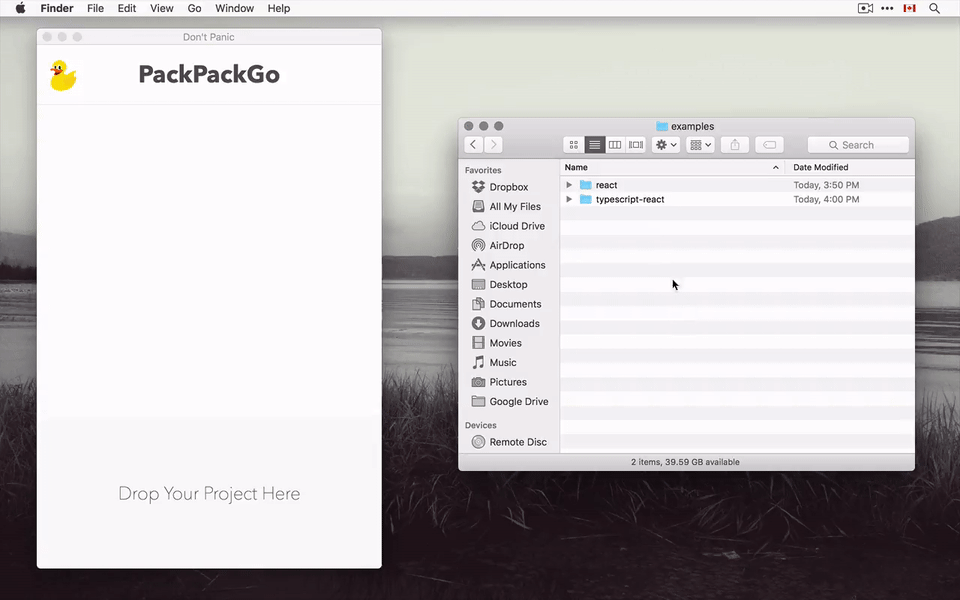 Finder File Edit View Go Window Help
Don't Panic
PackPackGo
Drop Your Project Here
examples
Search
Favorites
Dropbox
All My Files
iCloud Drive
AirDrop
Applications
Desktop
Documents
Downloads
Movies
Music
Pictures
Google Drive
Devices
Remote Disc
Name Date Modified
react Today, 3:50 PM
typescript-react Today, 4:00 PM
2 items, 39.59 GB available